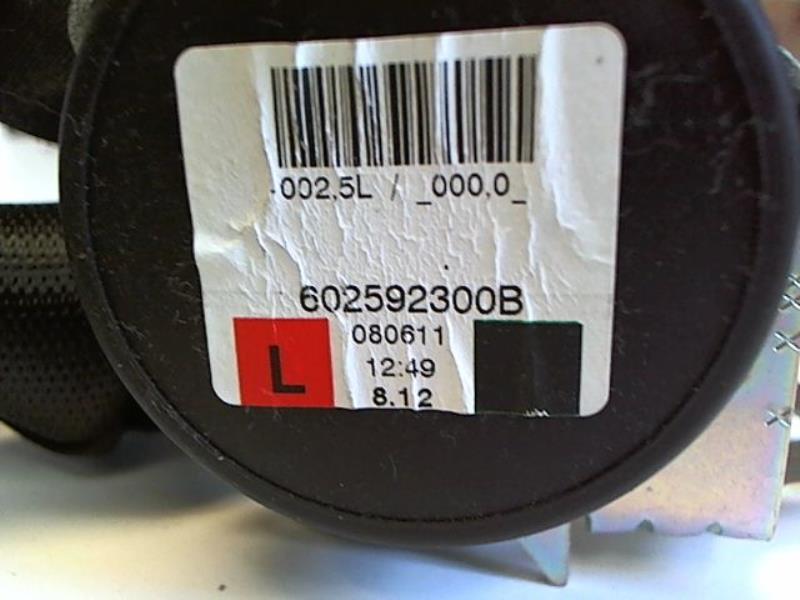 -002,5L / _000,0_
602592300B
080611
L
12:49
8.12